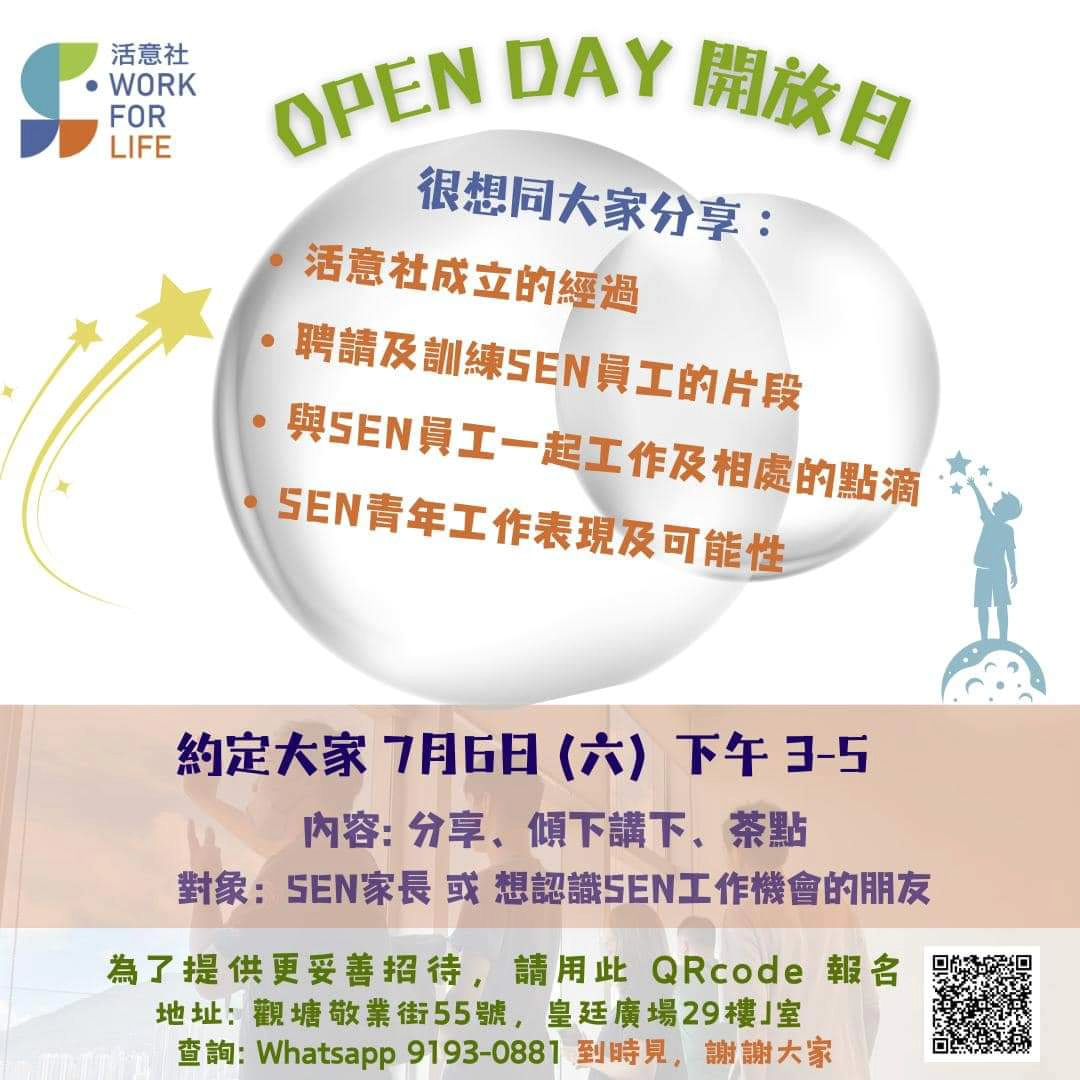 活意社
WORK
FOR
LIFE
OPEN DAY 開放日
很想同大家分享：
• 活意社成立的經過
• 聘請及訓練SEN員工的片段
• 與SEN員工一起工作及相處的點滴
• SEN青年工作表現及可能性
約定大家 7月6日 (六) 下午 3-5
內容: 分享、傾下講下、茶點
對象: SEN家長 或 想認識SEN工作機會的朋友
為了提供更妥善招待, 請用此 QRcode 報名
地址: 觀塘敬業街55號, 皇廷廣場29樓J室
查詢: Whatsapp 9193-0881 到時見, 謝謝大家